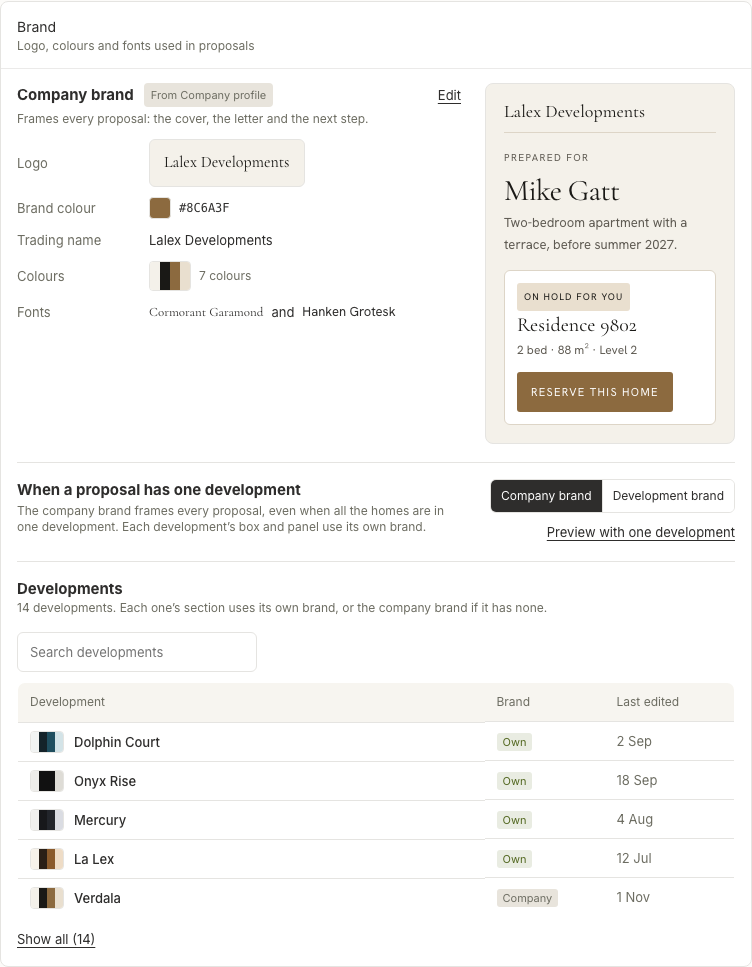 Brand
Logo, colours and fonts used in proposals
Company brand
From Company profile
Edit
Frames every proposal: the cover, the letter and the next step.
Logo
Lalex Developments
Brand colour
#8C6A3F
Trading name
Lalex Developments
Colours
7 colours
Fonts
Cormorant Garamond and Hanken Grotesk
Lalex Developments
PREPARED FOR
Mike Gatt
Two-bedroom apartment with a
terrace, before summer 2027.
ON HOLD FOR YOU
Residence 9802
2 bed · 88 m² · Level 2
RESERVE THIS HOME
When a proposal has one development
The company brand frames every proposal, even when all the homes are in
one development. Each development’s box and panel use its own brand.
Company brand
Development brand
Preview with one development
Developments
14 developments. Each one’s section uses its own brand, or the company brand if it has none.
Search developments
Development Brand Last edited
Dolphin Court Own 2 Sep
Onyx Rise Own 18 Sep
Mercury Own 4 Aug
La Lex Own 12 Jul
Verdala Company 1 Nov
Show all (14)